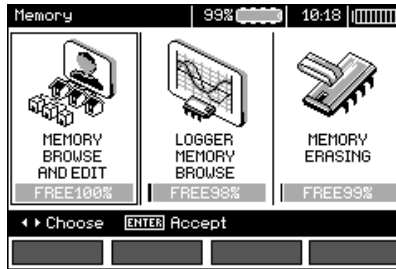 Memory 99% 10:18
MEMORY
BROWSE
AND EDIT
FREE100%
LOGGER
MEMORY
BROWSE
FREE98%
MEMORY
ERASING
FREE99%
Choose ENTER Accept